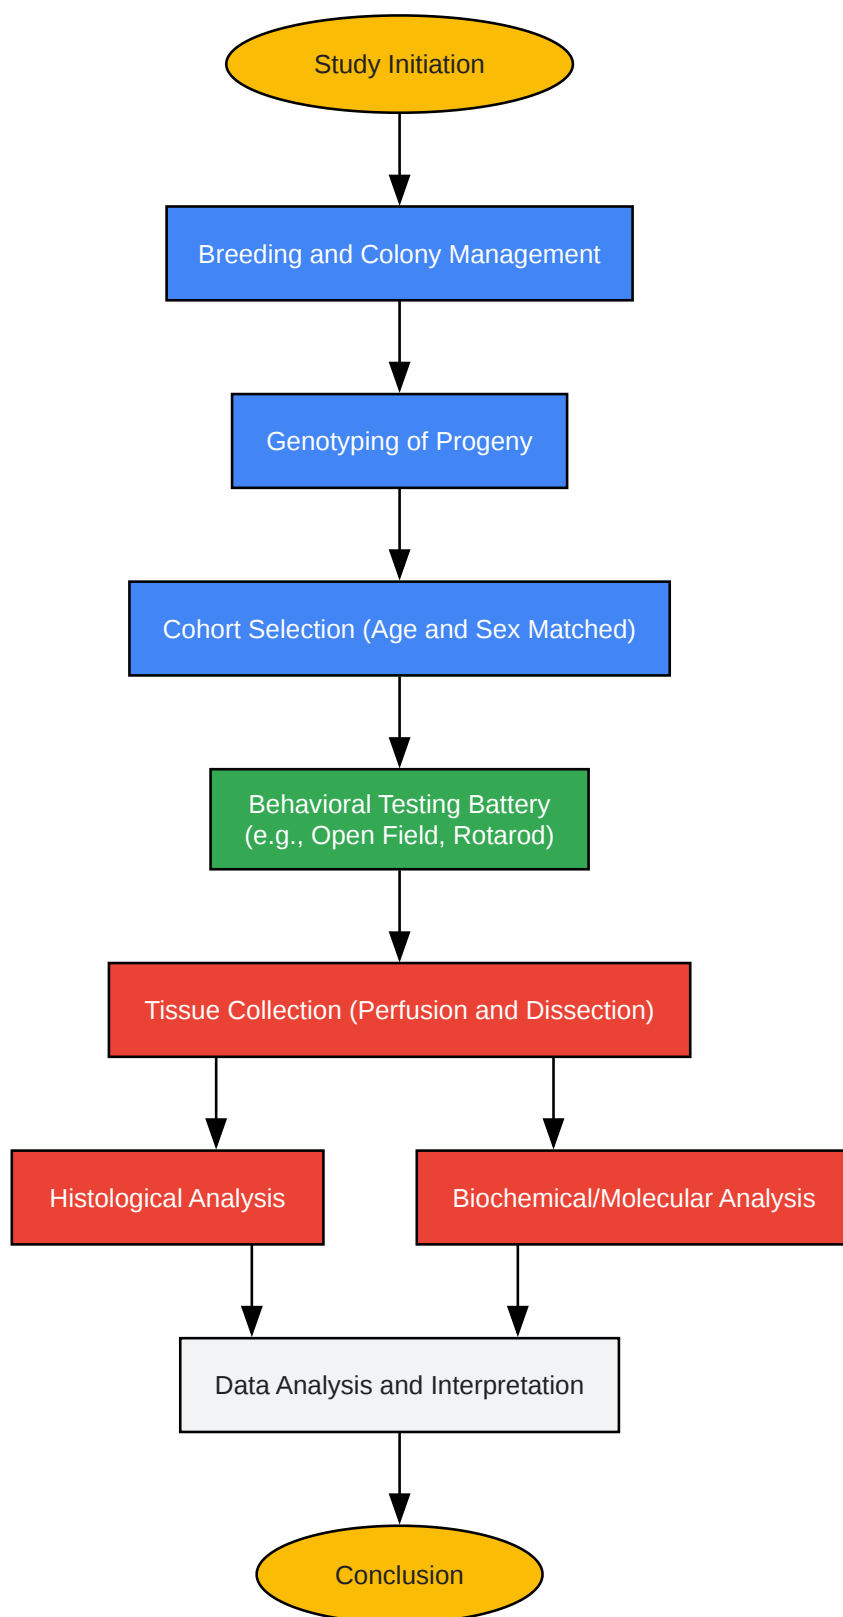 Study Initiation
Breeding and Colony Management
Genotyping of Progeny
Cohort Selection (Age and Sex Matched)
Behavioral Testing Battery
(e.g., Open Field, Rotarod)
Tissue Collection (Perfusion and Dissection)
Histological Analysis
Biochemical/Molecular Analysis
Data Analysis and Interpretation
Conclusion